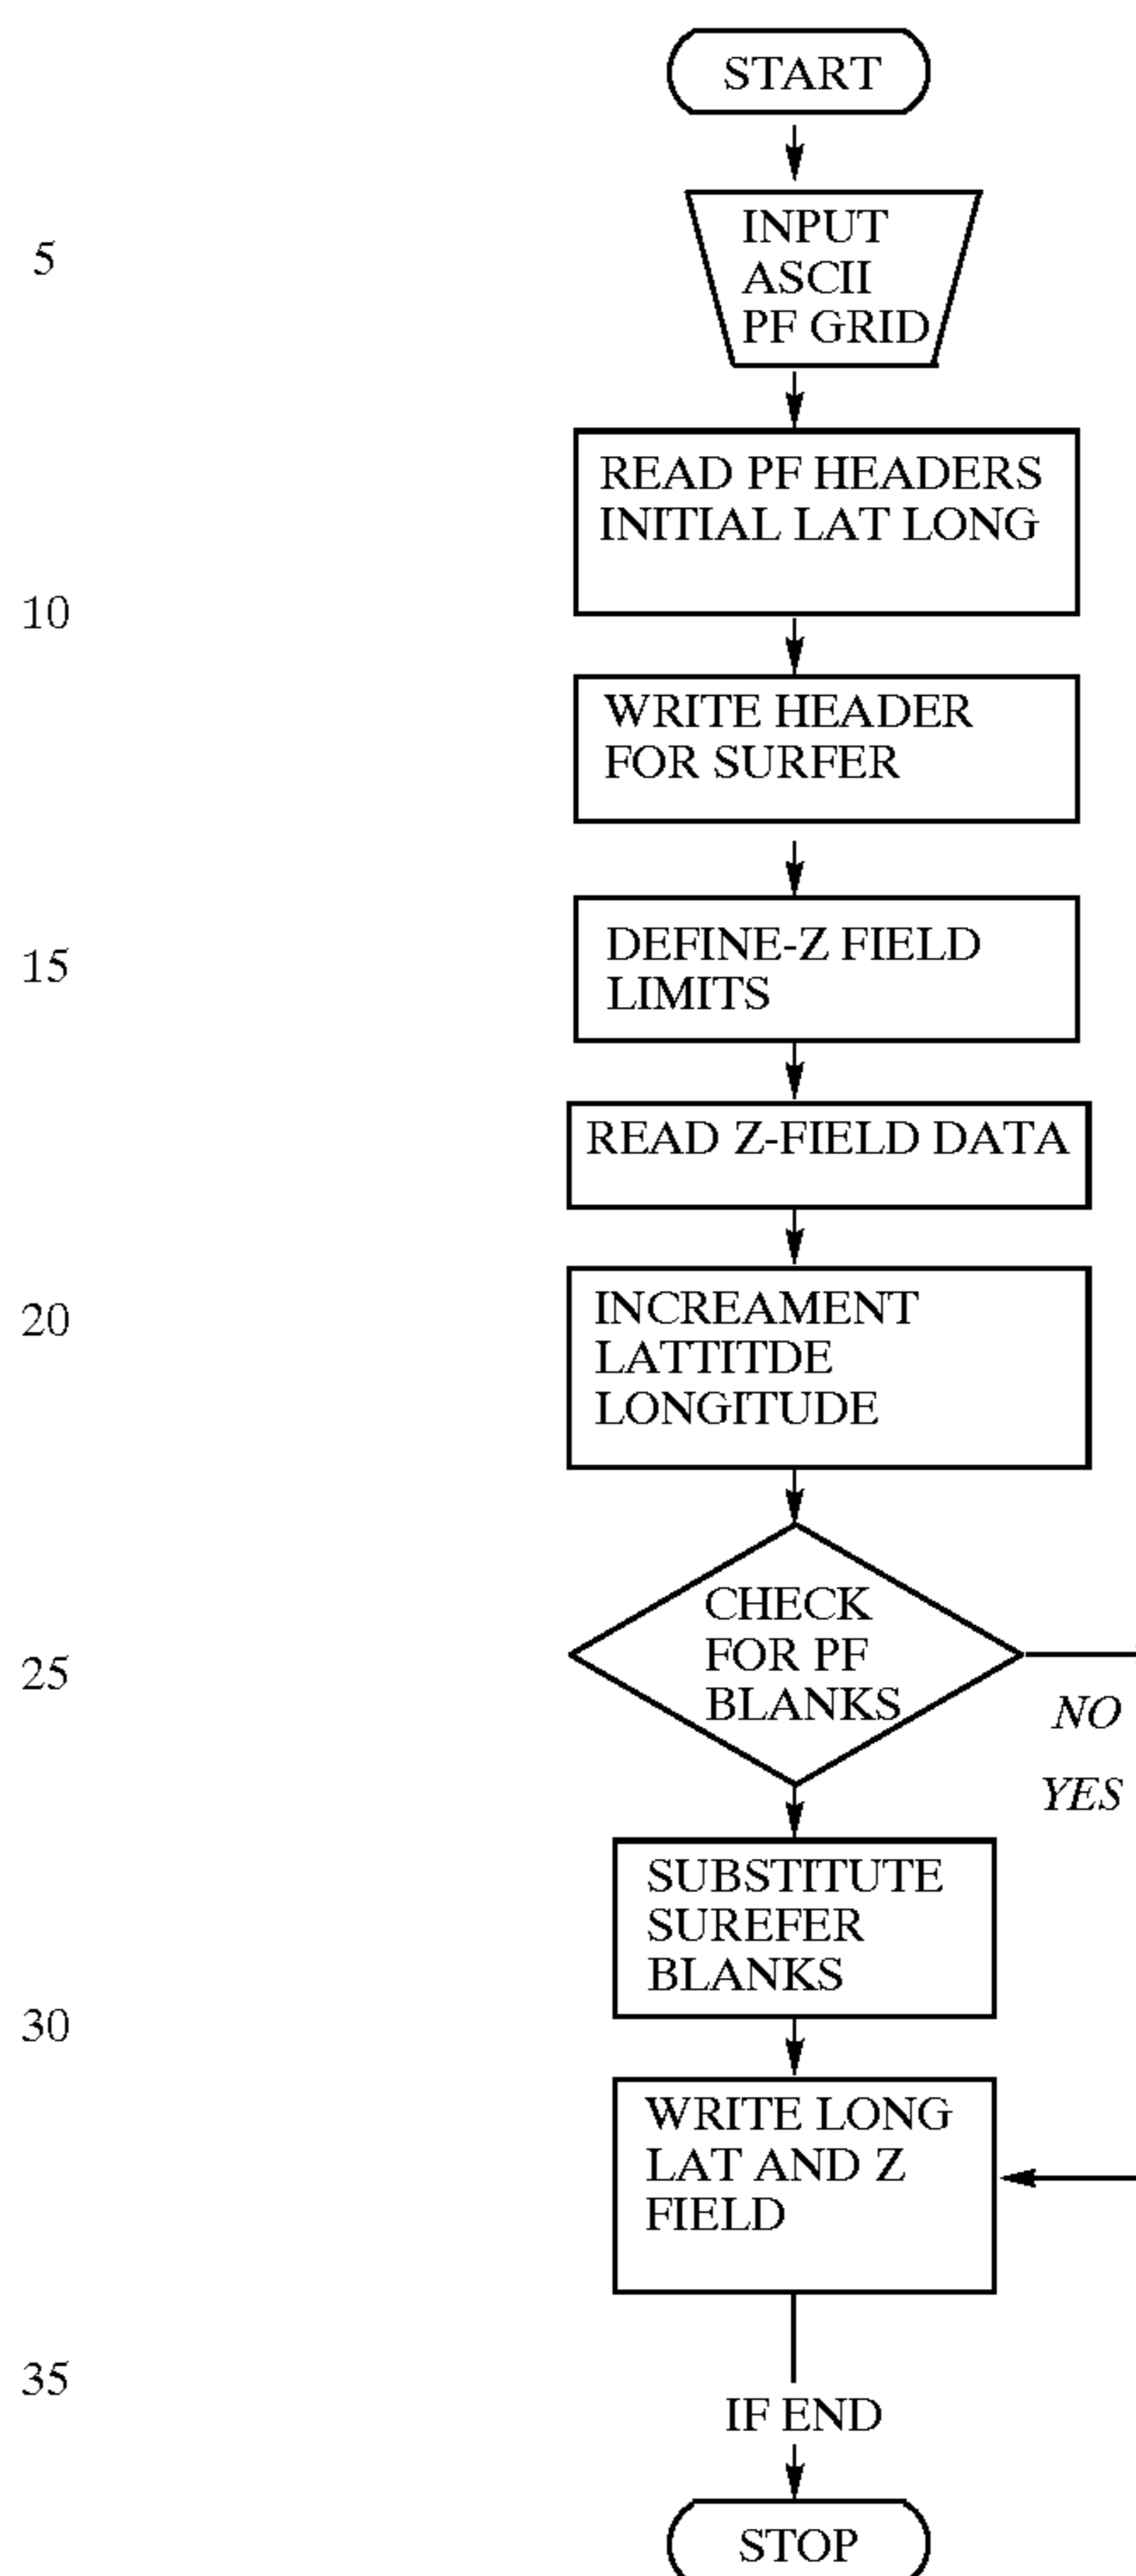 START
INPUT
5
ASCII
PF GRID
READ PF HEADERS
INITIAL LAT LONG
10
WRITE HEADER
FOR SURFER
DEFINE-Z FIELD
15
LIMITS
READ Z-FIELD DATA
INCREAMENT
20
LATTITDE
LONGITUDE
CHECK
FOR PF
25
BLANKS
NO
YES
SUBSTITUTE
SUREFER
BLANKS
30
WRITE LONG
LAT AND Z
FIELD
35
IF END
STOP